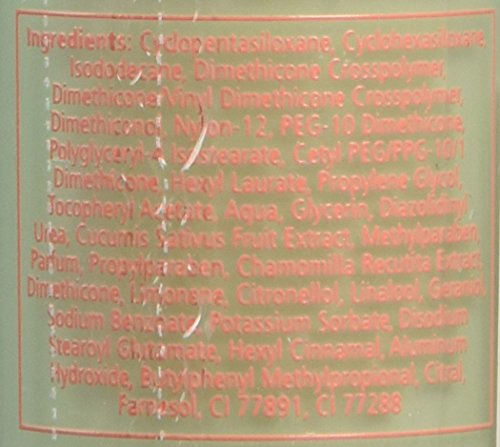 Ingredients: Cyclopentasiloxane, Cyclohexasiloxane,
Isododecane, Dimethicone Crosspolymer,
Dimethicone/Vinyl Dimethicone Crosspolymer,
Dimethiconol, Nylon-12, PEG-10 Dimethicone,
Polyglyceryl-4 Isostearate, Cetyl PEG/PPG-10/1
Dimethicone, Hexyl Laurate, Propylene Glycol,
Tocophenyl Acetate, Aqua, Glycerin, Diazolidinyl
Urea, Cucumis Sativus Fruit Extract, Methylparaben,
Parfum, Propylparaben, Chamomilla Recutita Extract,
Dimethicone, Limonene, Citronellol, Linalool, Geraniol,
Sodium Benzoate, Potassium Sorbate, Disodium
Stearoyl Glutamate, Hexyl Cinnamal, Aluminum
Hydroxide, Butylphenyl Methylpropional, Citral,
Farnesol, CI 77891, CI 77288